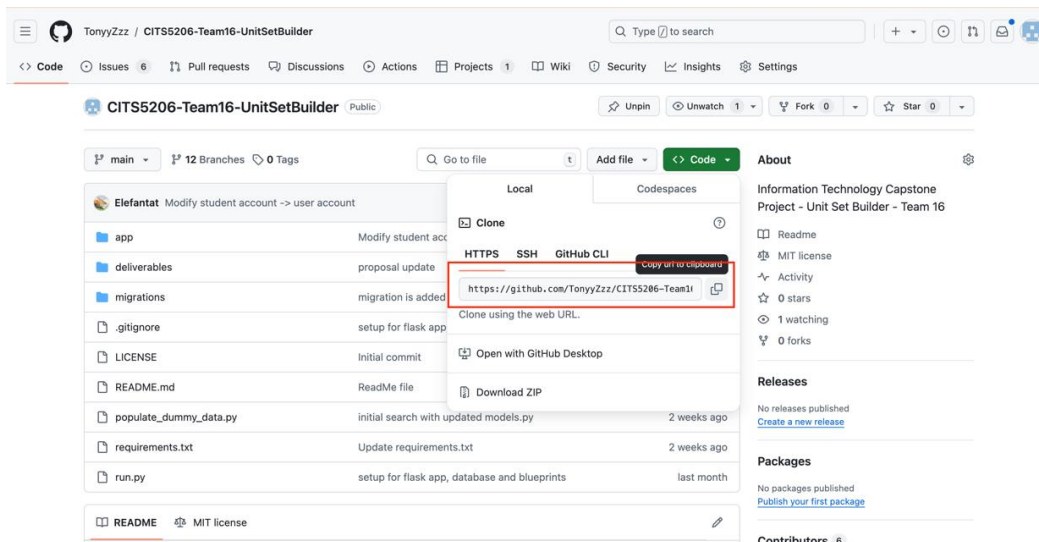 TonyyZzz / CITS5206-Team16-UnitSetBuilder
Type / to search
Code Issues 6 Pull requests Discussions Actions Projects 1 Wiki Security Insights Settings
CITS5206-Team16-UnitSetBuilder Public
Unpin Unwatch 1 Fork 0 Star 0
main 12 Branches 0 Tags
Go to file t Add file <> Code
Elefantat Modify student account -> user account
app Modify student acc
deliverables proposal update
migrations migration is added
.gitignore setup for flask app
LICENSE Initial commit
README.md ReadMe file
populate_dummy_data.py initial search with updated models.py 2 weeks ago
requirements.txt Update requirements.txt 2 weeks ago
run.py setup for flask app, database and blueprints last month
README MIT license
Local Codespaces
Clone
HTTPS SSH GitHub CLI
Copy url to clipboard
https://github.com/TonyyZzz/CITS5206-Team1
Clone using the web URL.
Open with GitHub Desktop
Download ZIP
About
Information Technology Capstone
Project - Unit Set Builder - Team 16
Readme
MIT license
Activity
0 stars
1 watching
0 forks
Releases
No releases published
Create a new release
Packages
No packages published
Publish your first package
Contributors 6